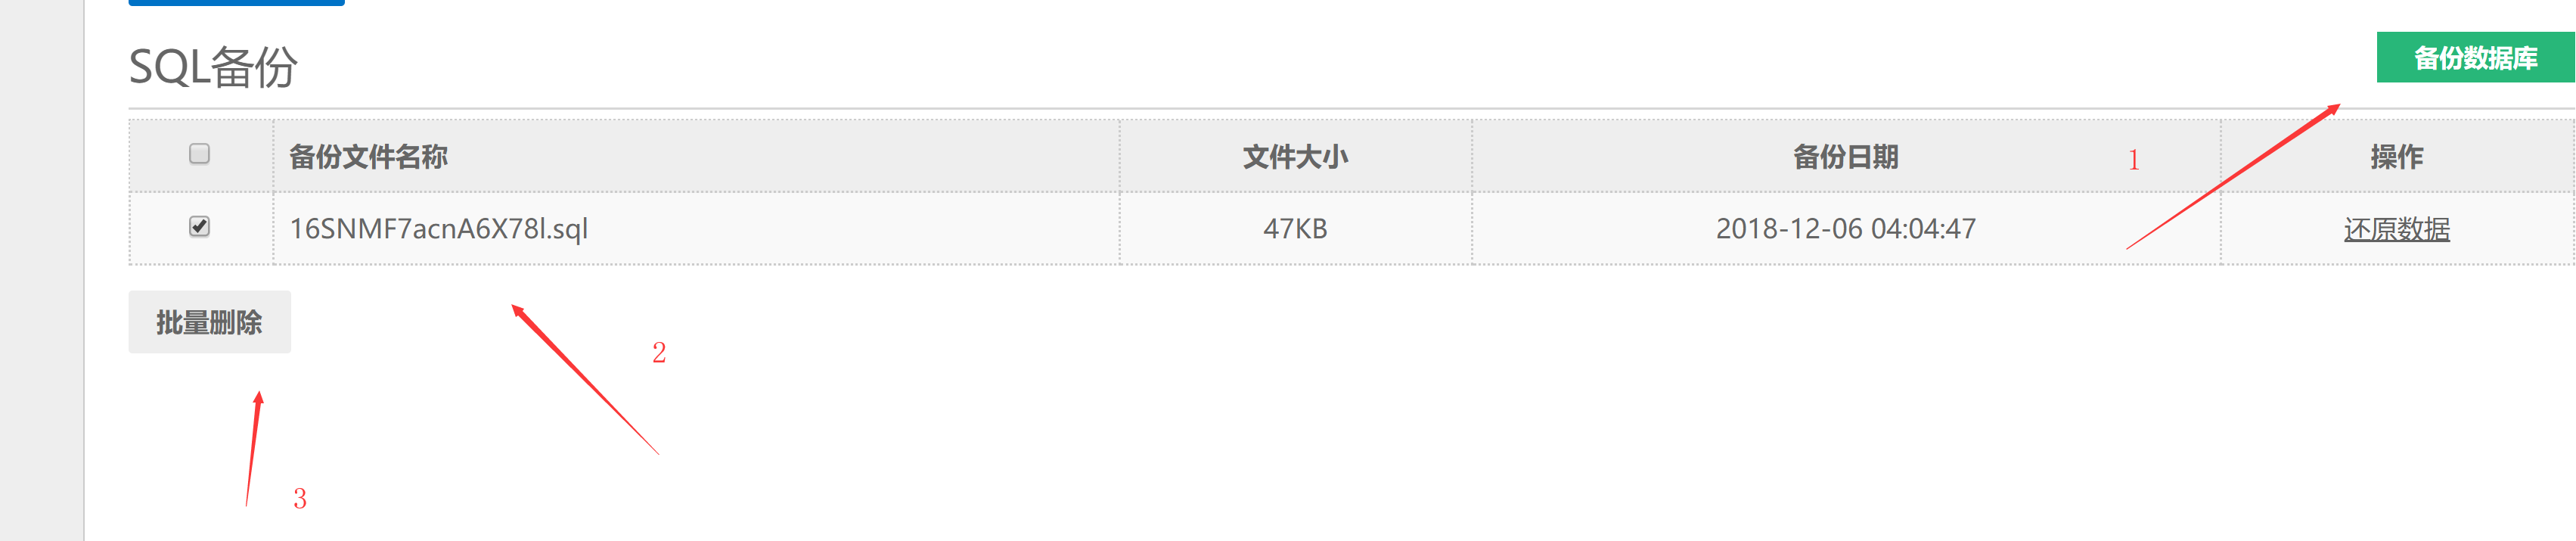 SQL备份
备份数据库
备份文件名称 文件大小 备份日期 操作
1
16SNMF7acnA6X78l.sql 47KB 2018-12-06 04:04:47 还原数据
批量删除
2
3